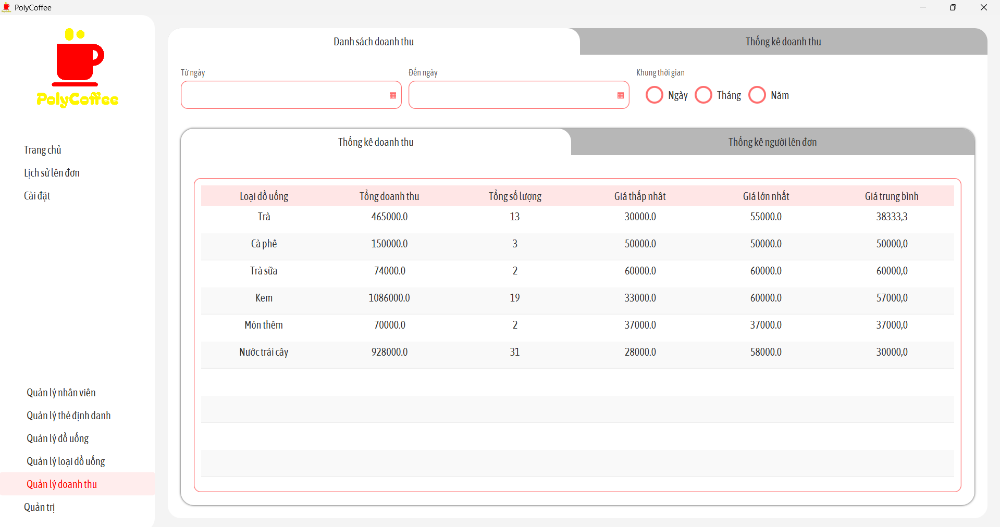 PolyCoffee
PolyCoffee
Trang chủ
Lịch sử lên đơn
Cài đặt
Quản lý nhân viên
Quản lý thẻ định danh
Quản lý đồ uống
Quản lý loại đồ uống
Quản lý doanh thu
Quản trị
Danh sách doanh thu Thống kê doanh thu
Từ ngày Đến ngày Khung thời gian
Ngày Tháng Năm
Thống kê doanh thu Thống kê người lên đơn
Loại đồ uống Tổng doanh thu Tổng số lượng Giá thấp nhât Giá lớn nhất Giá trung bình
Trà 465000.0 13 30000.0 55000.0 38333,3
Cà phê 150000.0 3 50000.0 50000.0 50000,0
Trà sữa 74000.0 2 60000.0 60000.0 60000,0
Kem 1086000.0 19 33000.0 60000.0 57000,0
Món thêm 70000.0 2 37000.0 37000.0 37000,0
Nước trái cây 928000.0 31 28000.0 58000.0 30000,0